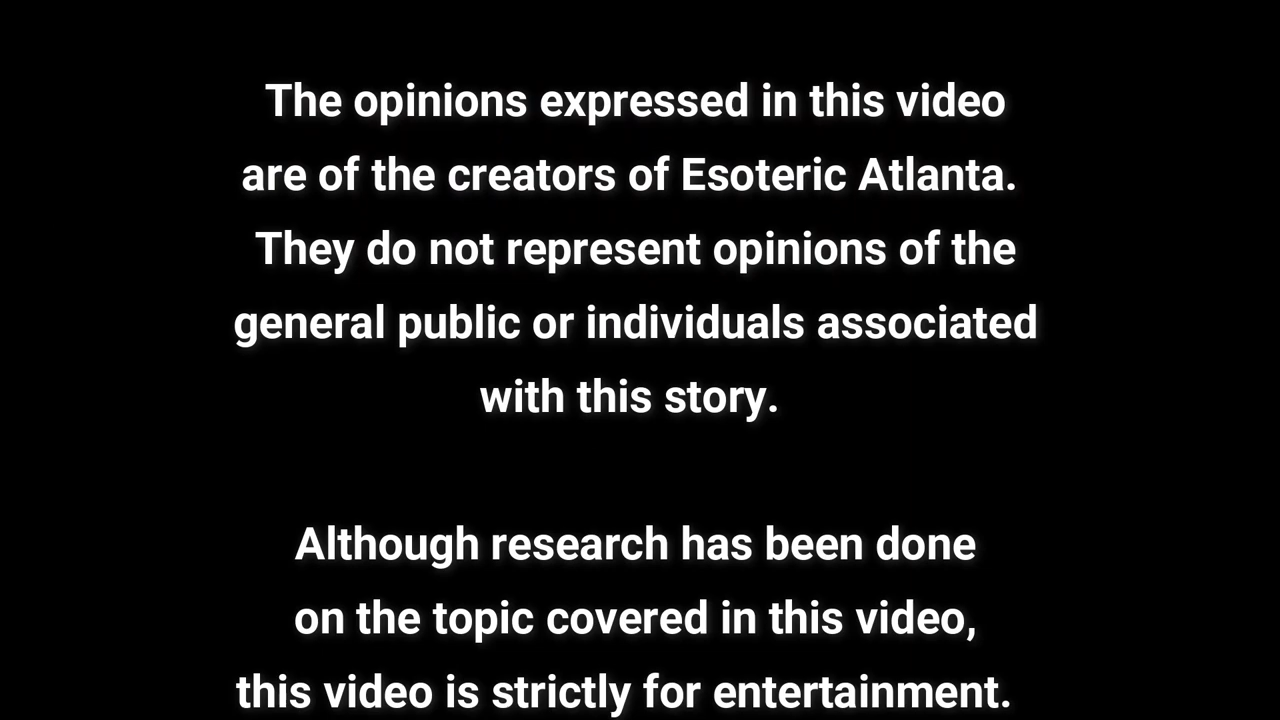 The opinions expressed in this video
are of the creators of Esoteric Atlanta.
They do not represent opinions of the
general public or individuals associated
with this story.
Although research has been done
on the topic covered in this video,
this video is strictly for entertainment.